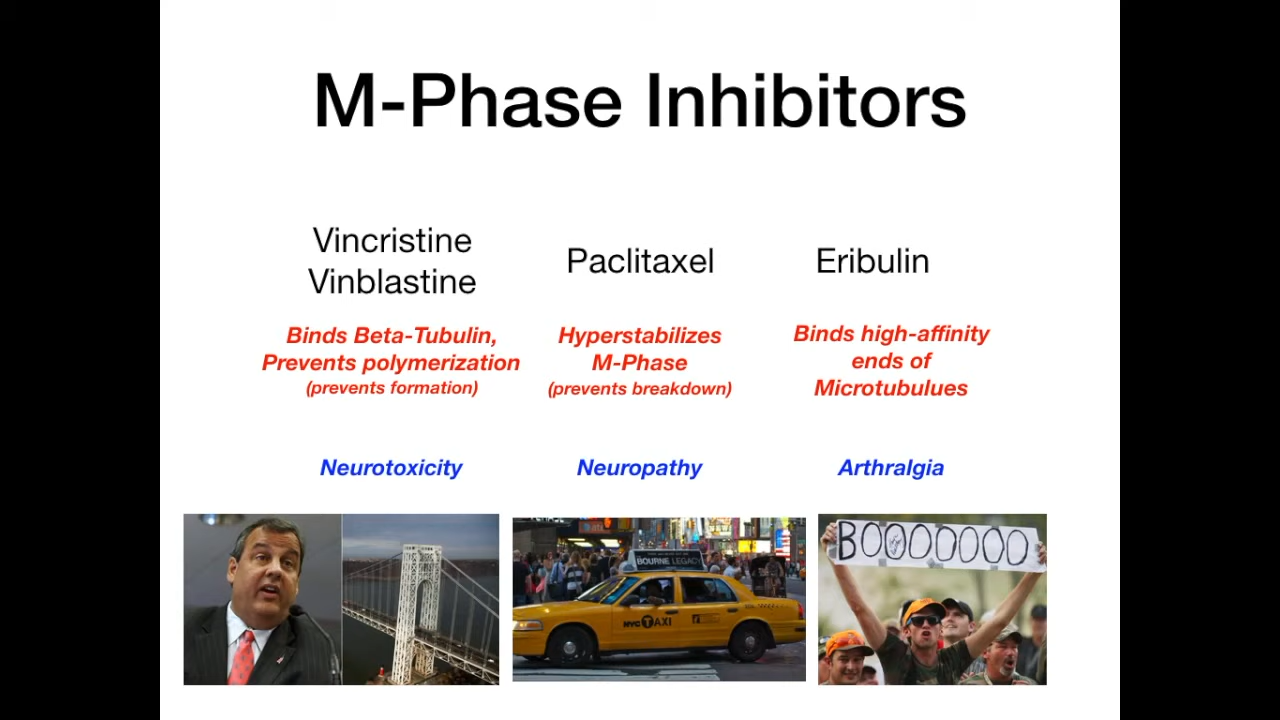 M-Phase Inhibitors
Vincristine
Vinblastine
Binds Beta-Tubulin,
Prevents polymerization
(prevents formation)
Neurotoxicity
Paclitaxel
Hyperstabilizes
M-Phase
(prevents breakdown)
Neuropathy
Eribulin
Binds high-affinity
ends of
Microtubulues
Arthralgia
BOURNE LEGACY
NYC TAXI
BOOOOOOO